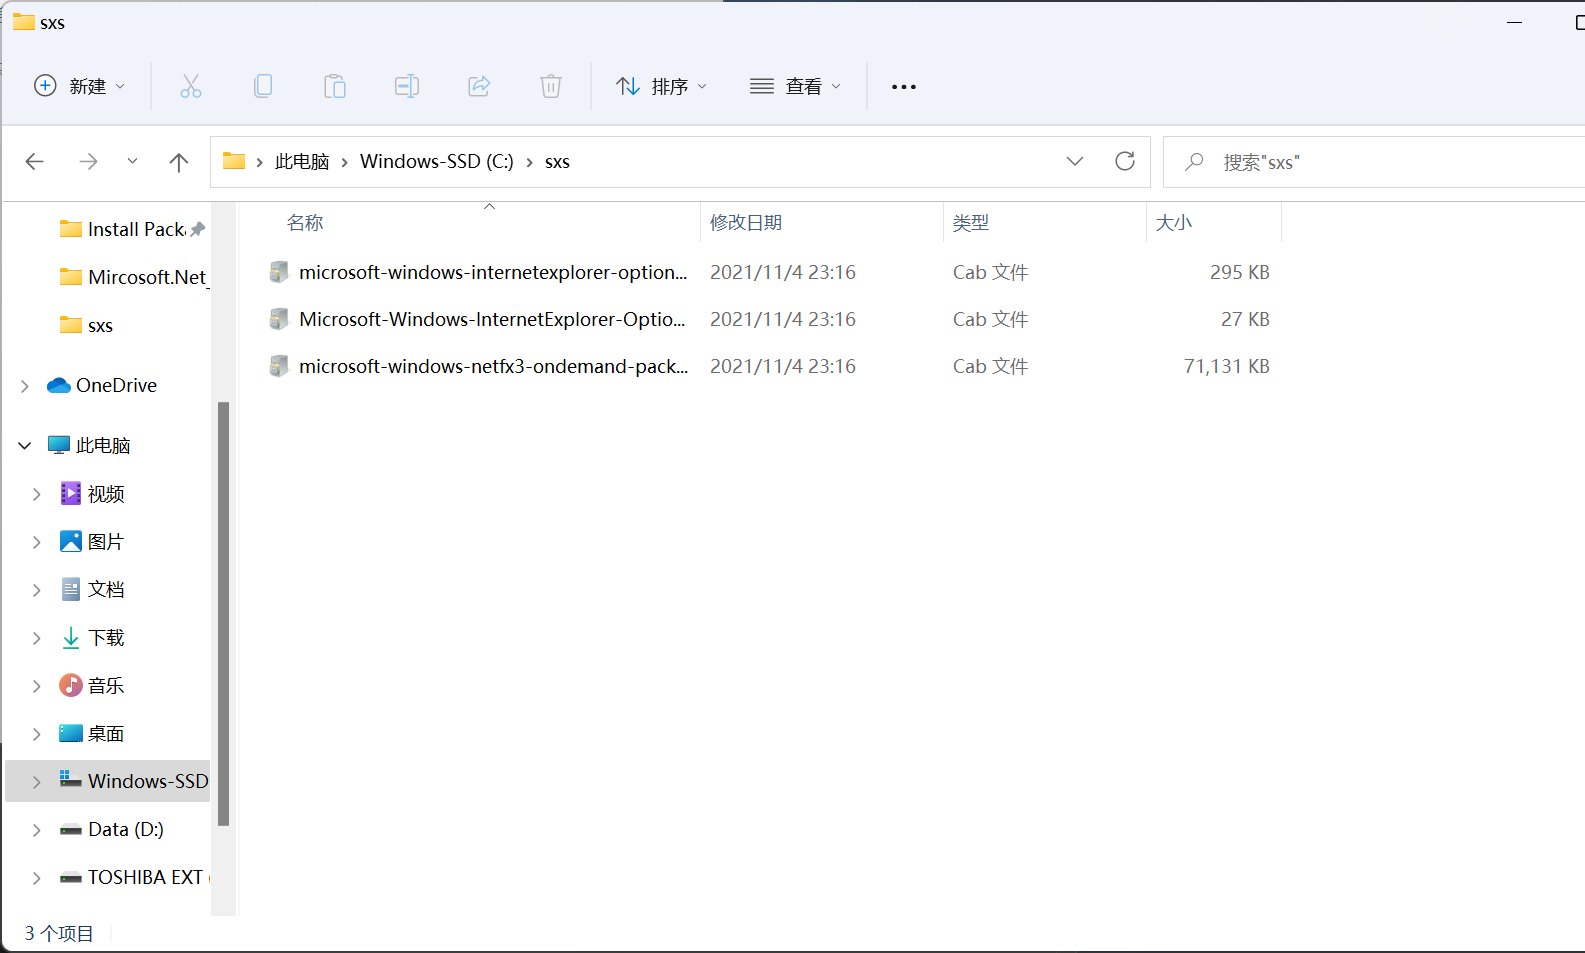 sxs
新建
排序
查看
此电脑 Windows-SSD (C:) sxs
搜索"sxs"
Install Pack
Mircosoft.Net_
sxs
OneDrive
此电脑
视频
图片
文档
下载
音乐
桌面
Windows-SSD
Data (D:)
TOSHIBA EXT (
名称 修改日期 类型 大小
microsoft-windows-internetexplorer-option... 2021/11/4 23:16 Cab 文件 295 KB
Microsoft-Windows-InternetExplorer-Optio... 2021/11/4 23:16 Cab 文件 27 KB
microsoft-windows-netfx3-ondemand-pack... 2021/11/4 23:16 Cab 文件 71,131 KB
3 个项目